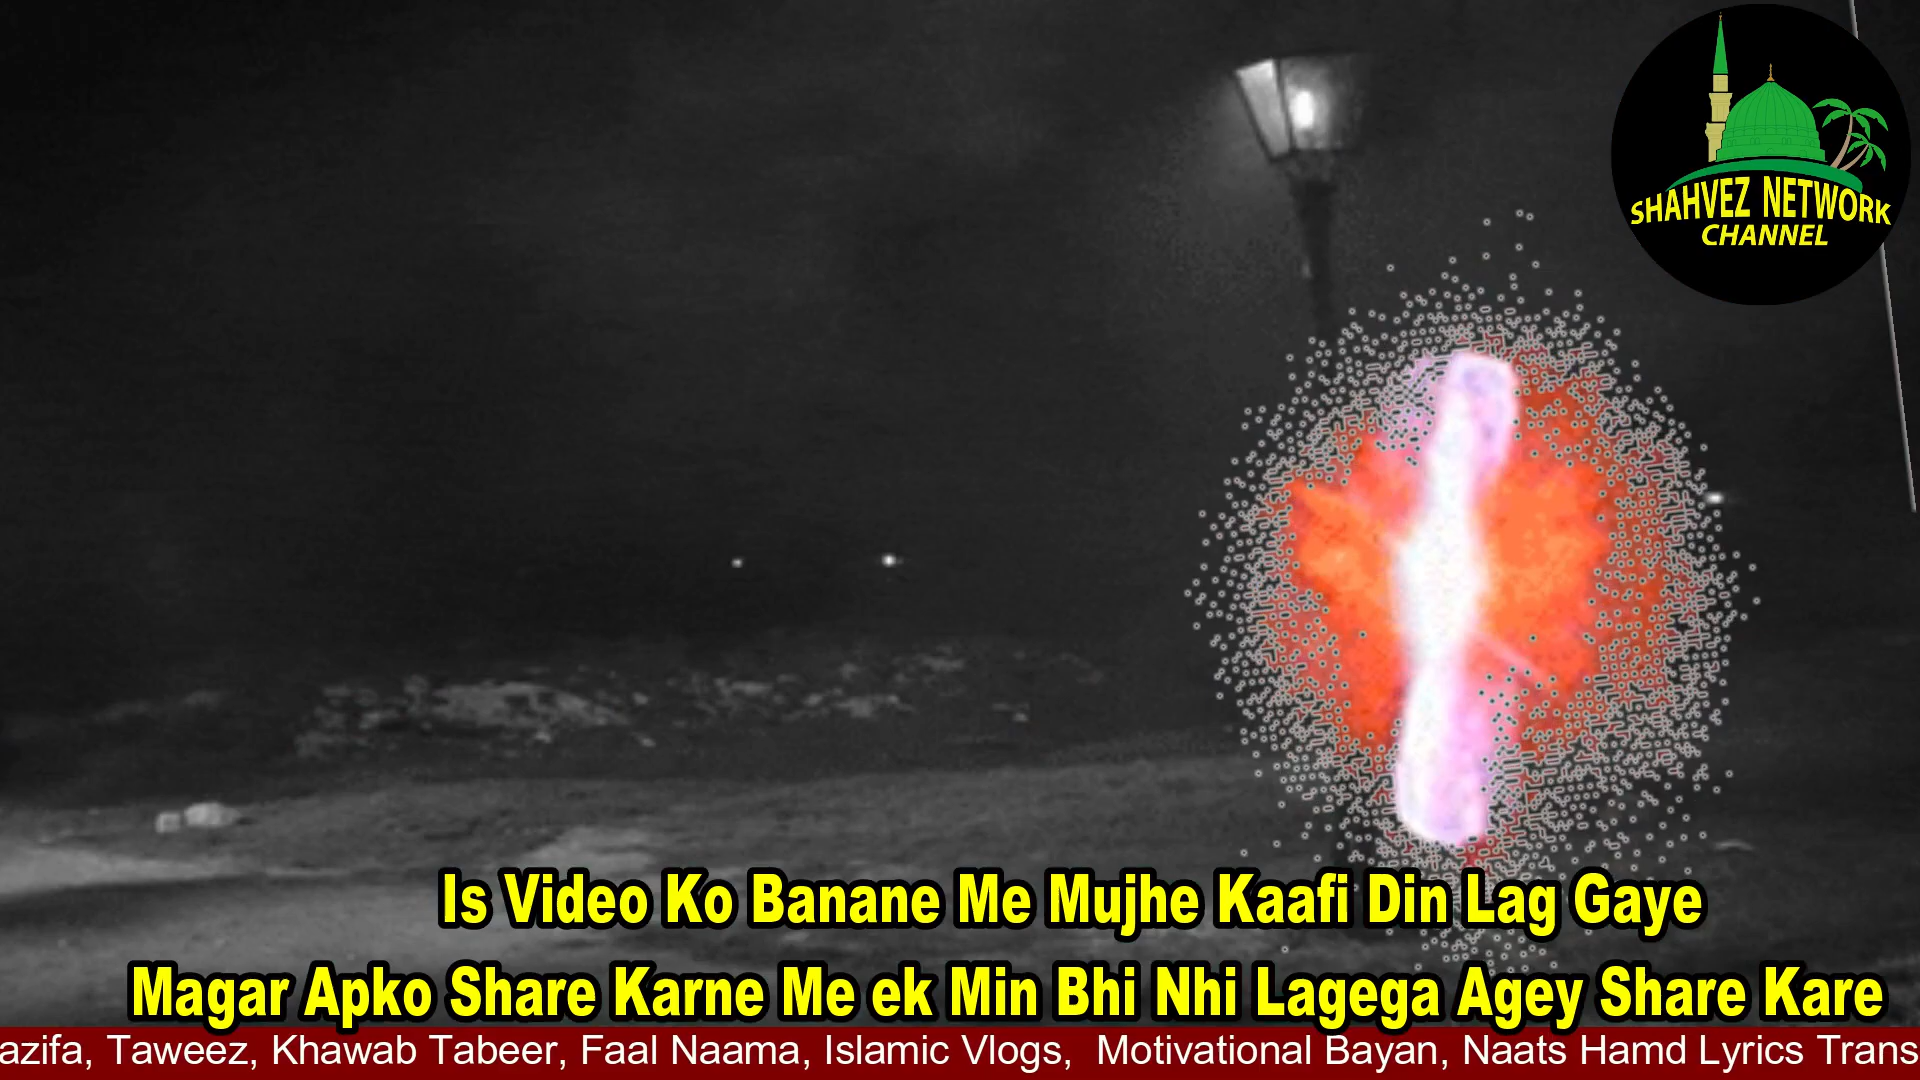 SHAHVEZ NETWORK
CHANNEL
Is Video Ko Banane Me Mujhe Kaafi Din Lag Gaye
Magar Apko Share Karne Me ek Min Bhi Nhi Lagega Agey Share Kare
azifa, Taweez, Khawab Tabeer, Faal Naama, Islamic Vlogs, Motivational Bayan, Naats Hamd Lyrics Trans